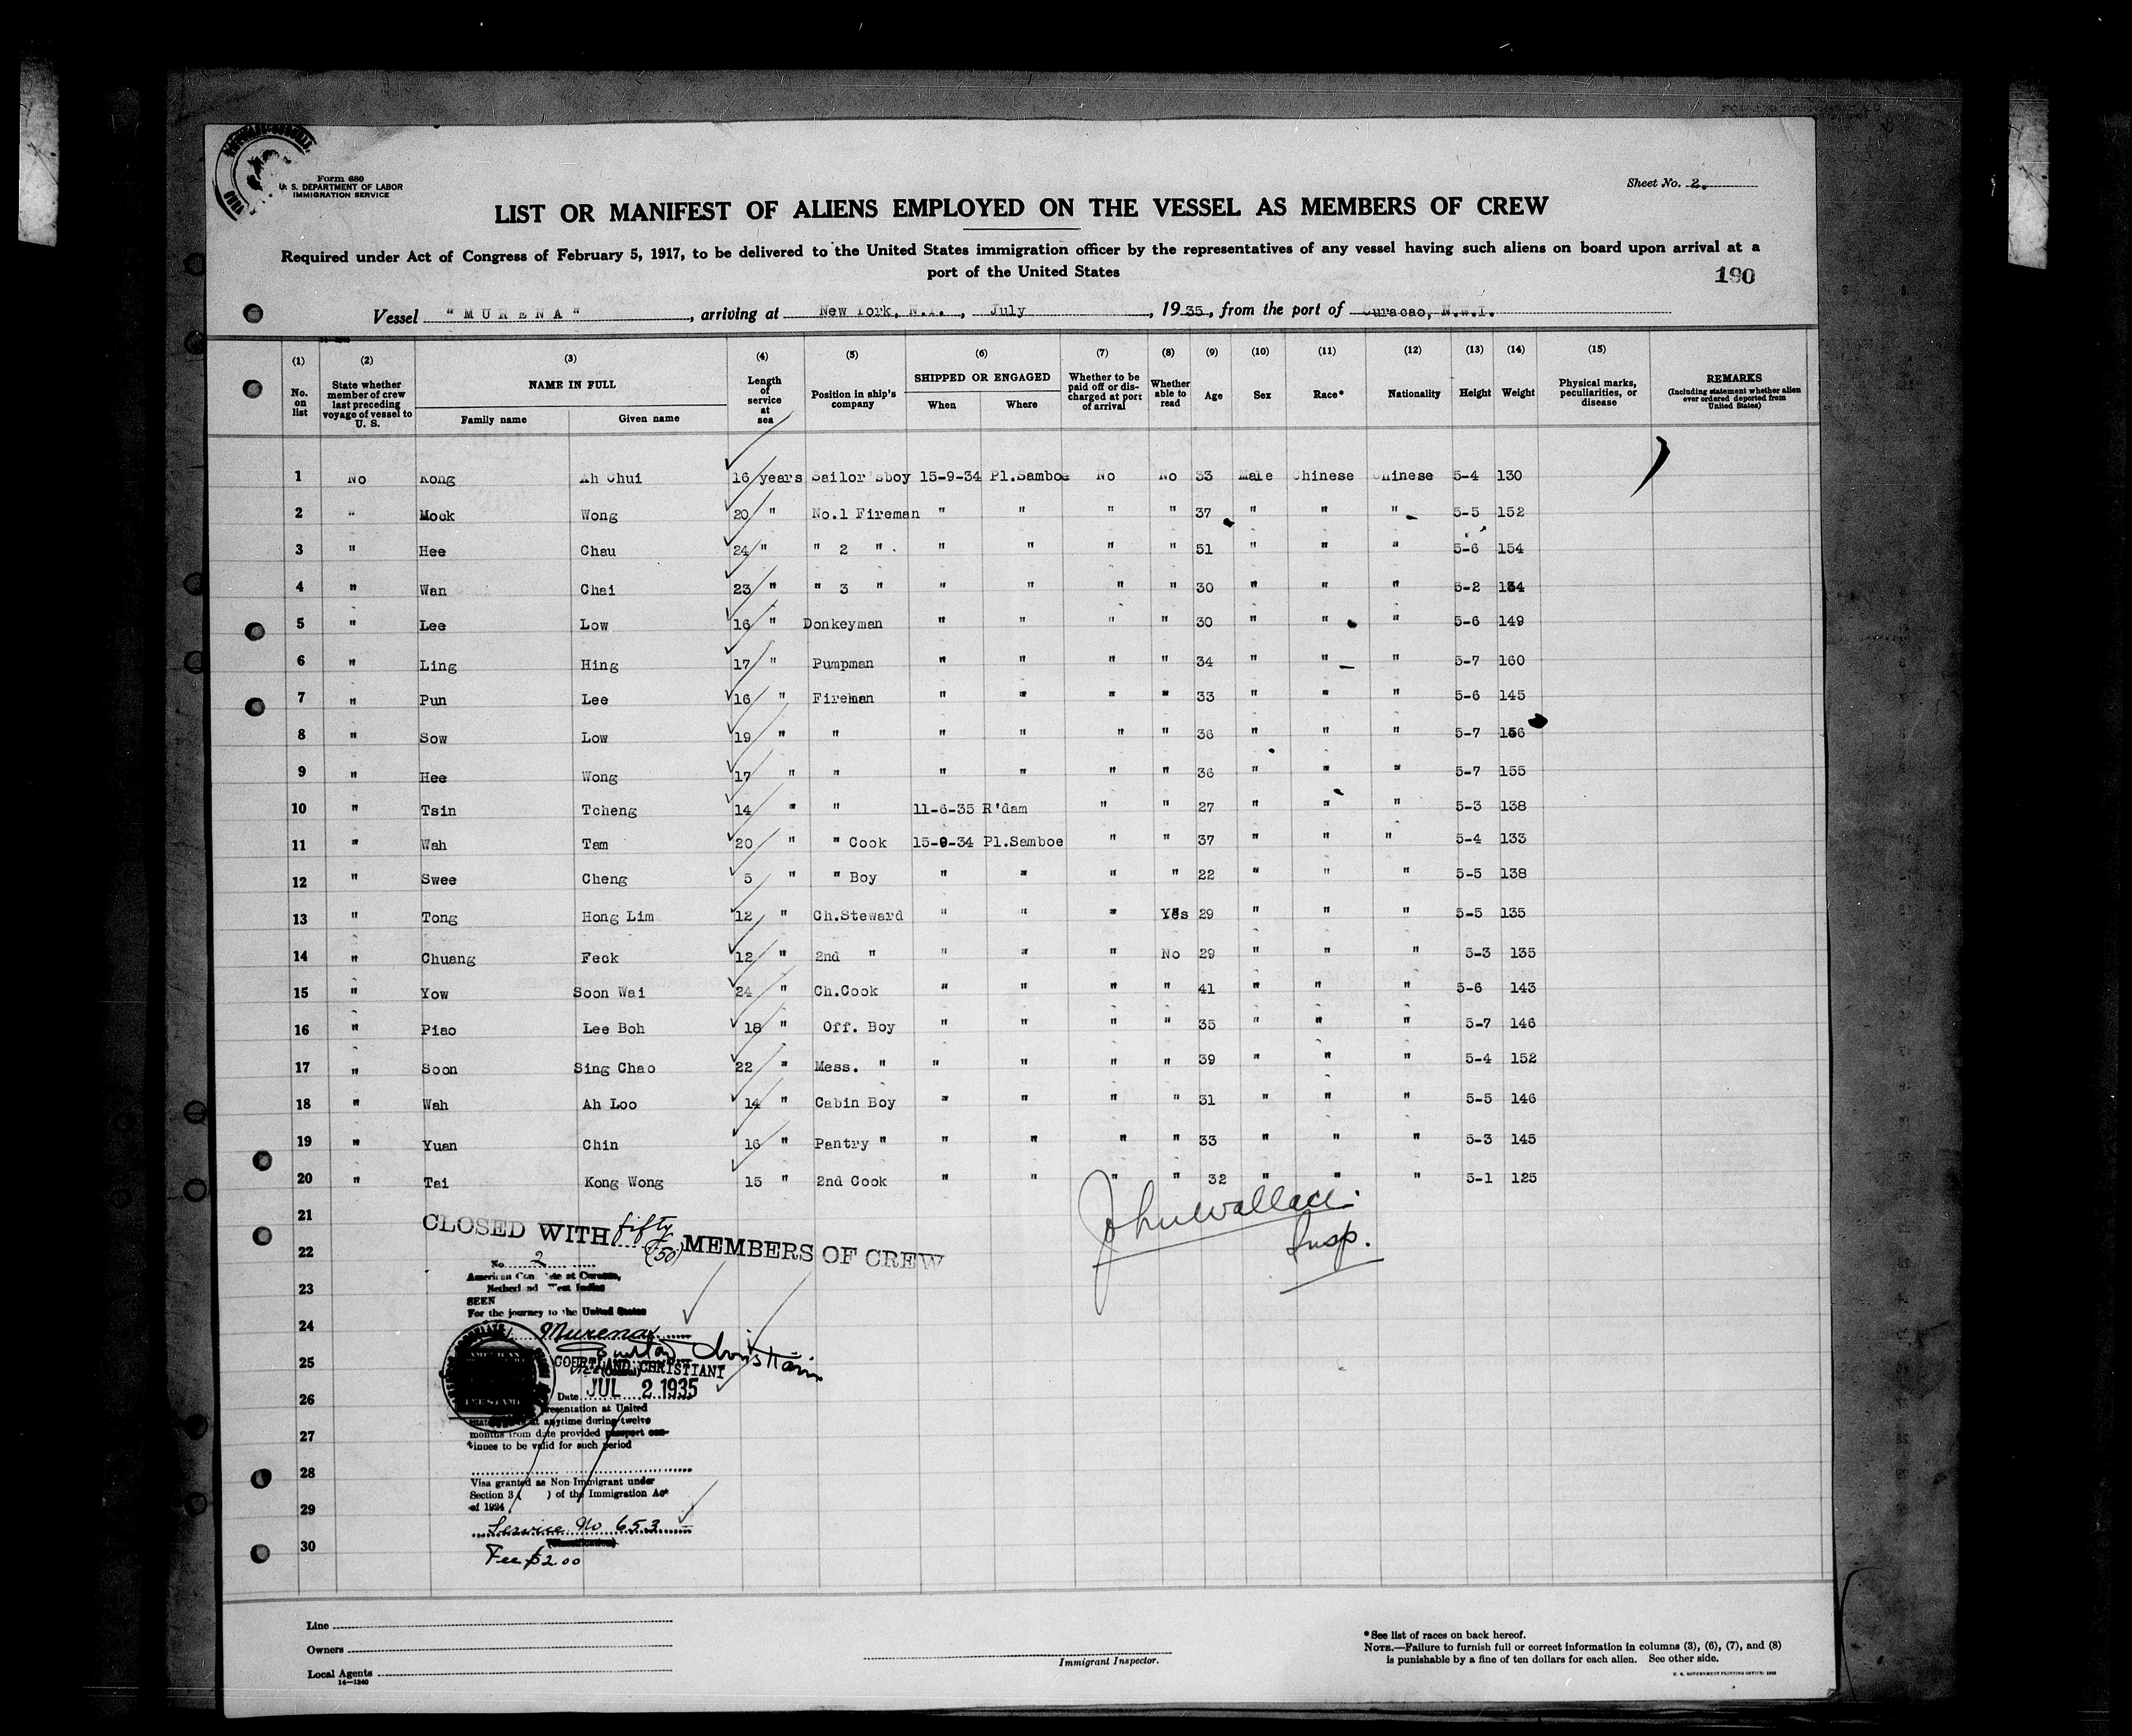 Form 680
U. S. DEPARTMENT OF LABOR
IMMIGRATION SERVICE
Sheet No. 2.
LIST OR MANIFEST OF ALIENS EMPLOYED ON THE VESSEL AS MEMBERS OF CREW
Required under Act of Congress of February 5, 1917, to be delivered to the United States immigration officer by the representatives of any vessel having such aliens on board upon arrival at a
port of the United States
190
Vessel "MURENA", arriving at New York, N.Y., July, 1935, from the port of Curacao, N.W.I.
(1) (2) (3) (4) (5) (6) (7) (8) (9) (10) (11) (12) (13) (14) (15)
No. on list | State whether member of crew last preceding voyage of vessel to U. S. | NAME IN FULL | Family name | Given name | Length of service at sea | Position in ship's company | SHIPPED OR ENGAGED | When | Where | Whether to be paid off or discharged at port of arrival | Whether able to read | Age | Sex | Race* | Nationality | Height | Weight | Physical marks, peculiarities, or disease | REMARKS (Including statement whether alien ever ordered deported from United States)
1 No Kong Ah Chui 16 years Sailor'sboy 15-9-34 Pl.Samboe No No 33 Male Chinese Chinese 5-4 130
2 " Mock Wong 20 " No.1 Fireman " " " " 37 " " " 5-5 152
3 " Hee Chau 24 " " 2 " " " " " 51 " " " 5-6 154
4 " Wan Chai 23 " " 3 " " " " " 30 " " " 5-2 134
5 " Lee Low 16 " Donkeyman " " " " 30 " " " 5-6 149
6 " Ling Hing 17 " Pumpman " " " " 34 " " " 5-7 160
7 " Pun Lee 16 " Fireman " " " " 33 " " " 5-6 145
8 " Sow Low 19 " " " " " " 36 " " " 5-7
9 " Hee Wong 17 " " " " " " 36 " " " 5-7 155
10 " Tsin Tcheng 14 " " 11-6-35 R'dam " " 27 " " " 5-3 138
11 " Wah Tam 20 " " Cook 15-9-34 Pl.Samboe " " 37 " " " 5-4 133
12 " Swee Cheng 5 " " Boy " " " " 22 " " " 5-5 138
13 " Tong Hong Lim 12 " Ch.Steward " " " Yes 29 " " " 5-5 135
14 " Chuang Feck 12 " 2nd " " " " No 29 " " " 5-3 135
15 " Yow Soon Wai 24 " Ch.Cook " " " " 41 " " " 5-6 143
16 " Piao Lee Boh 18 " Off. Boy " " " " 35 " " " 5-7 146
17 " Soon Sing Chao 22 " Mess. " " " " " 39 " " " 5-4 152
18 " Wah Ah Loo 14 " Cabin Boy " " " " 31 " " " 5-5 146
19 " Yuan Chin 16 " Pantry " " " " " 33 " " " 5-3 145
20 " Tai Kong Wong 15 " 2nd Cook " " " " 32 " " " 5-1 125
21
22
23
24
25
26
27
28
29
30
John Wallace
Insp.
CLOSED WITH fifty (50) MEMBERS OF CREW
No. 2
American Consulate at Curacao,
Netherland West Indies
SEEN
For the journey to the United States
Murena
COURTLAND CHRISTIANI
Date JUL 2 1935
presentation at United
at anytime during twelve
months from date provided passport con-
tinues to be valid for such period
Visa granted as Non-Immigrant under
Section 3 ( ) of the Immigration Act
of 1924
Service No 653
(Classification)
Fee $2.00
Line
Owners
Local Agents
14—1240
Immigrant Inspector.
*See list of races on back hereof.
NOTE.—Failure to furnish full or correct information in columns (3), (6), (7), and (8)
is punishable by a fine of ten dollars for each alien. See other side.